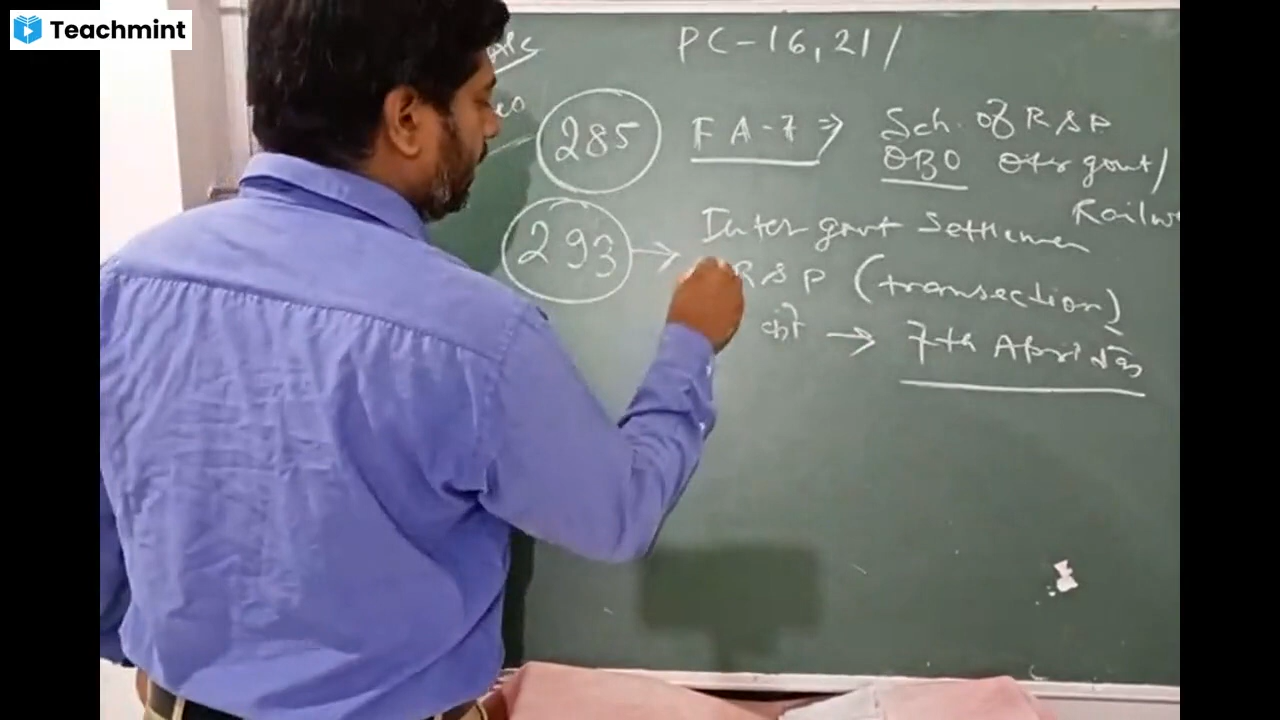 Teachmint
PC-16, 21/
285 FA-7 ⇒ Sch. of RSP
OBO Otr govt/
Railw
293 → Inter govt Settlemen
RSP (transection)
को → 7th April तक